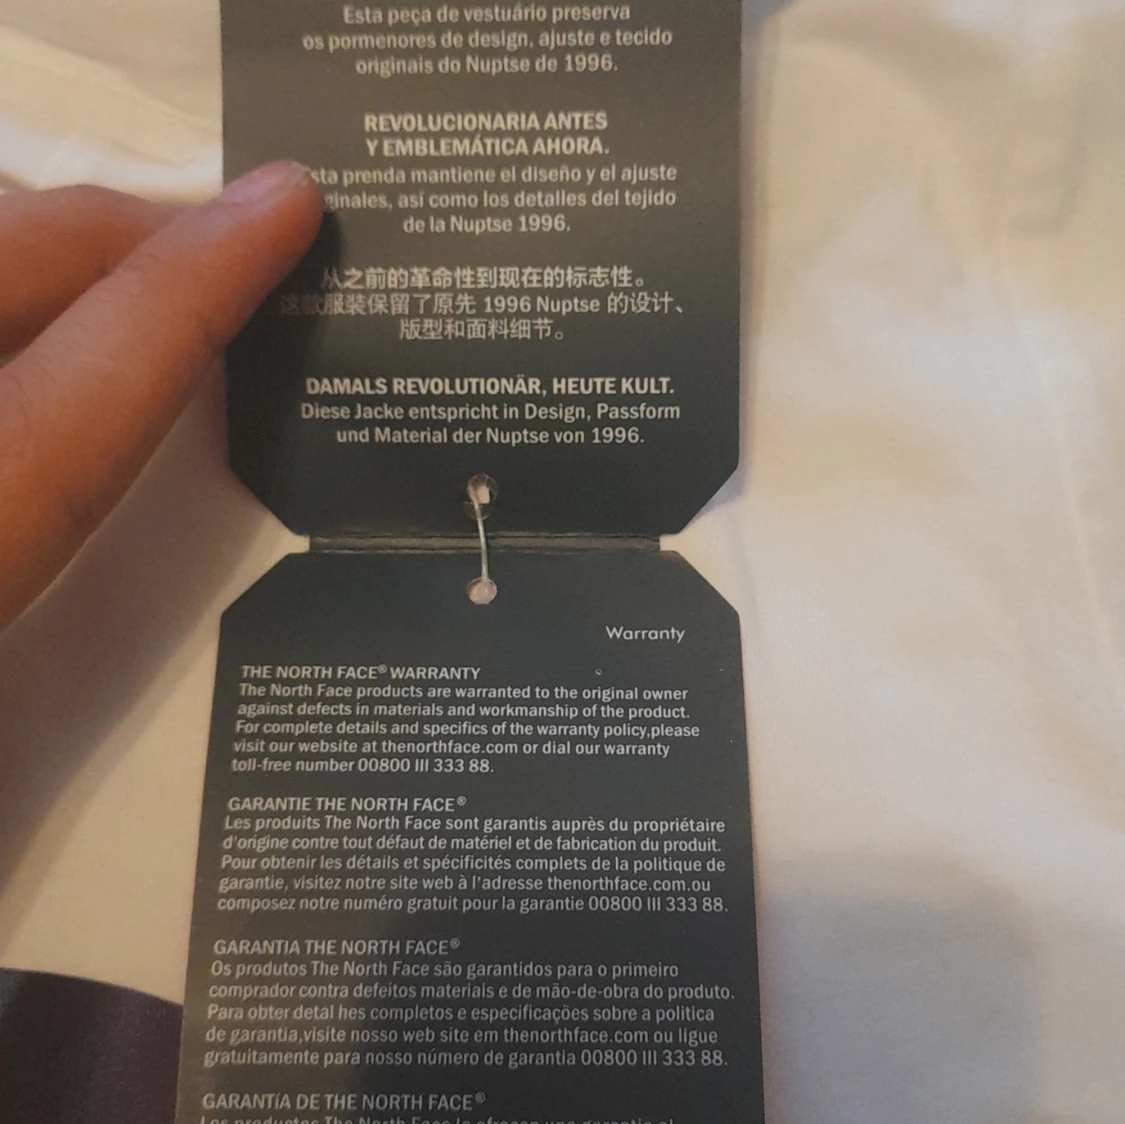 Esta peça de vestuário preserva
os pormenores de design, ajuste e tecido
originais do Nuptse de 1996.
REVOLUCIONARIA ANTES
Y EMBLEMÁTICA AHORA.
sta prenda mantiene el diseño y el ajuste
ginales, así como los detalles del tejido
de la Nuptse 1996.
从之前的革命性到现在的标志性。
这款服装保留了原先 1996 Nuptse 的设计、
版型和面料细节。
DAMALS REVOLUTIONÄR, HEUTE KULT.
Diese Jacke entspricht in Design, Passform
und Material der Nuptse von 1996.
Warranty
THE NORTH FACE® WARRANTY
The North Face products are warranted to the original owner
against defects in materials and workmanship of the product.
For complete details and specifics of the warranty policy,please
visit our website at thenorthface.com or dial our warranty
toll-free number 00800 III 333 88.
GARANTIE THE NORTH FACE®
Les produits The North Face sont garantis auprès du propriétaire
d'origine contre tout défaut de matériel et de fabrication du produit.
Pour obtenir les détails et spécificités complets de la politique de
garantie, visitez notre site web à l'adresse thenorthface.com.ou
composez notre numéro gratuit pour la garantie 00800 III 333 88.
GARANTIA THE NORTH FACE®
Os produtos The North Face são garantidos para o primeiro
comprador contra defeitos materiais e de mão-de-obra do produto.
Para obter detal hes completos e especificações sobre a politica
de garantia,visite nosso web site em thenorthface.com ou ligue
gratuitamente para nosso número de garantia 00800 III 333 88.
GARANTÍA DE THE NORTH FACE®